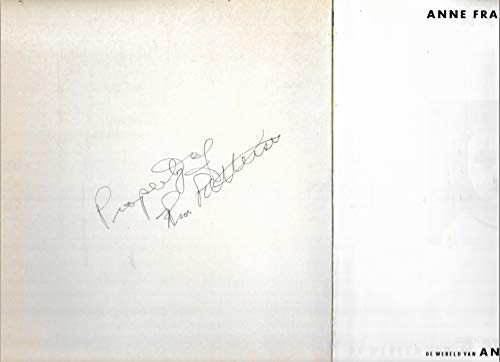 Property of
ANNE FRA
DE WERELD VAN AN